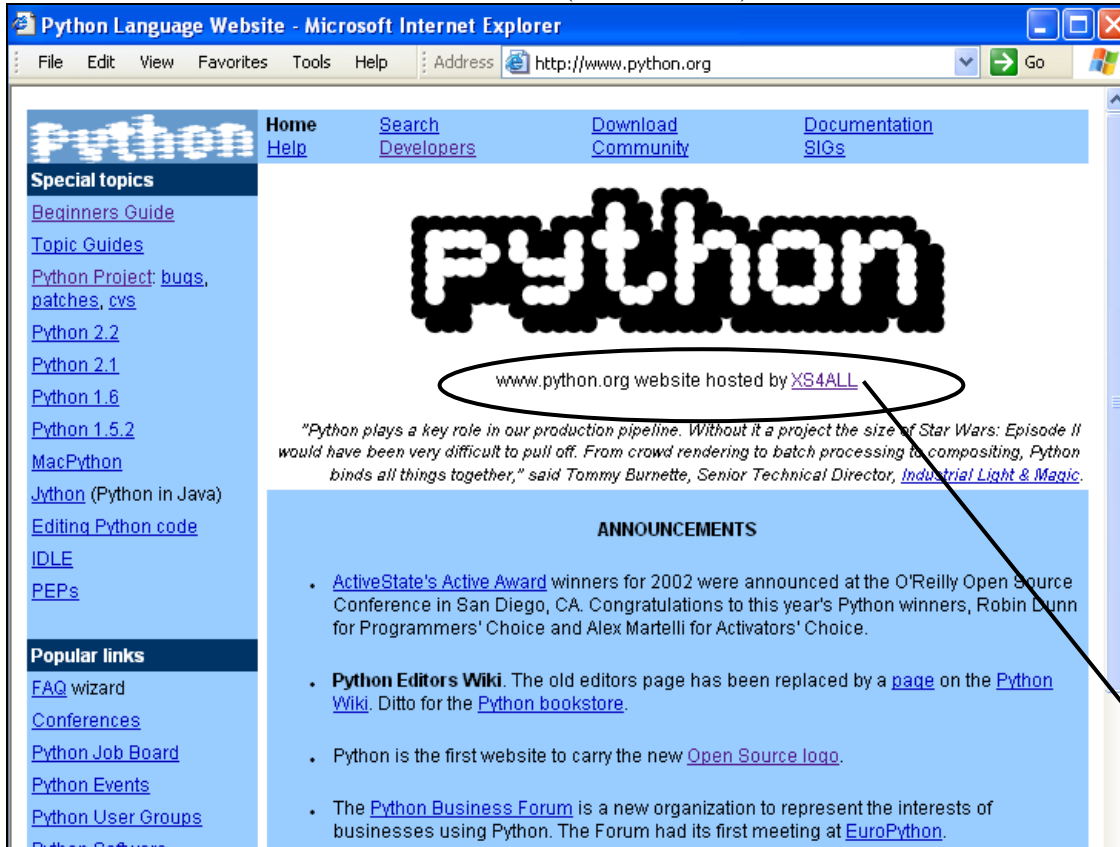 Python Language Website - Microsoft Internet Explorer
File Edit View Favorites Tools Help Address http://www.python.org Go
python
Home Search Download Documentation
Help Developers Community SIGs
Special topics
Beginners Guide
Topic Guides
Python Project: bugs,
patches, cvs
Python 2.2
Python 2.1
Python 1.6
Python 1.5.2
MacPython
Jython (Python in Java)
Editing Python code
IDLE
PEPs
Popular links
FAQ wizard
Conferences
Python Job Board
Python Events
Python User Groups
Python Software
python
www.python.org website hosted by XS4ALL
"Python plays a key role in our production pipeline. Without it a project the size of Star Wars: Episode II
would have been very difficult to pull off. From crowd rendering to batch processing to compositing, Python
binds all things together," said Tommy Burnette, Senior Technical Director, Industrial Light & Magic.
ANNOUNCEMENTS
• ActiveState's Active Award winners for 2002 were announced at the O'Reilly Open Source
Conference in San Diego, CA. Congratulations to this year's Python winners, Robin Dunn
for Programmers' Choice and Alex Martelli for Activators' Choice.
• Python Editors Wiki. The old editors page has been replaced by a page on the Python
Wiki. Ditto for the Python bookstore.
• Python is the first website to carry the new Open Source logo.
• The Python Business Forum is a new organization to represent the interests of
businesses using Python. The Forum had its first meeting at EuroPython.